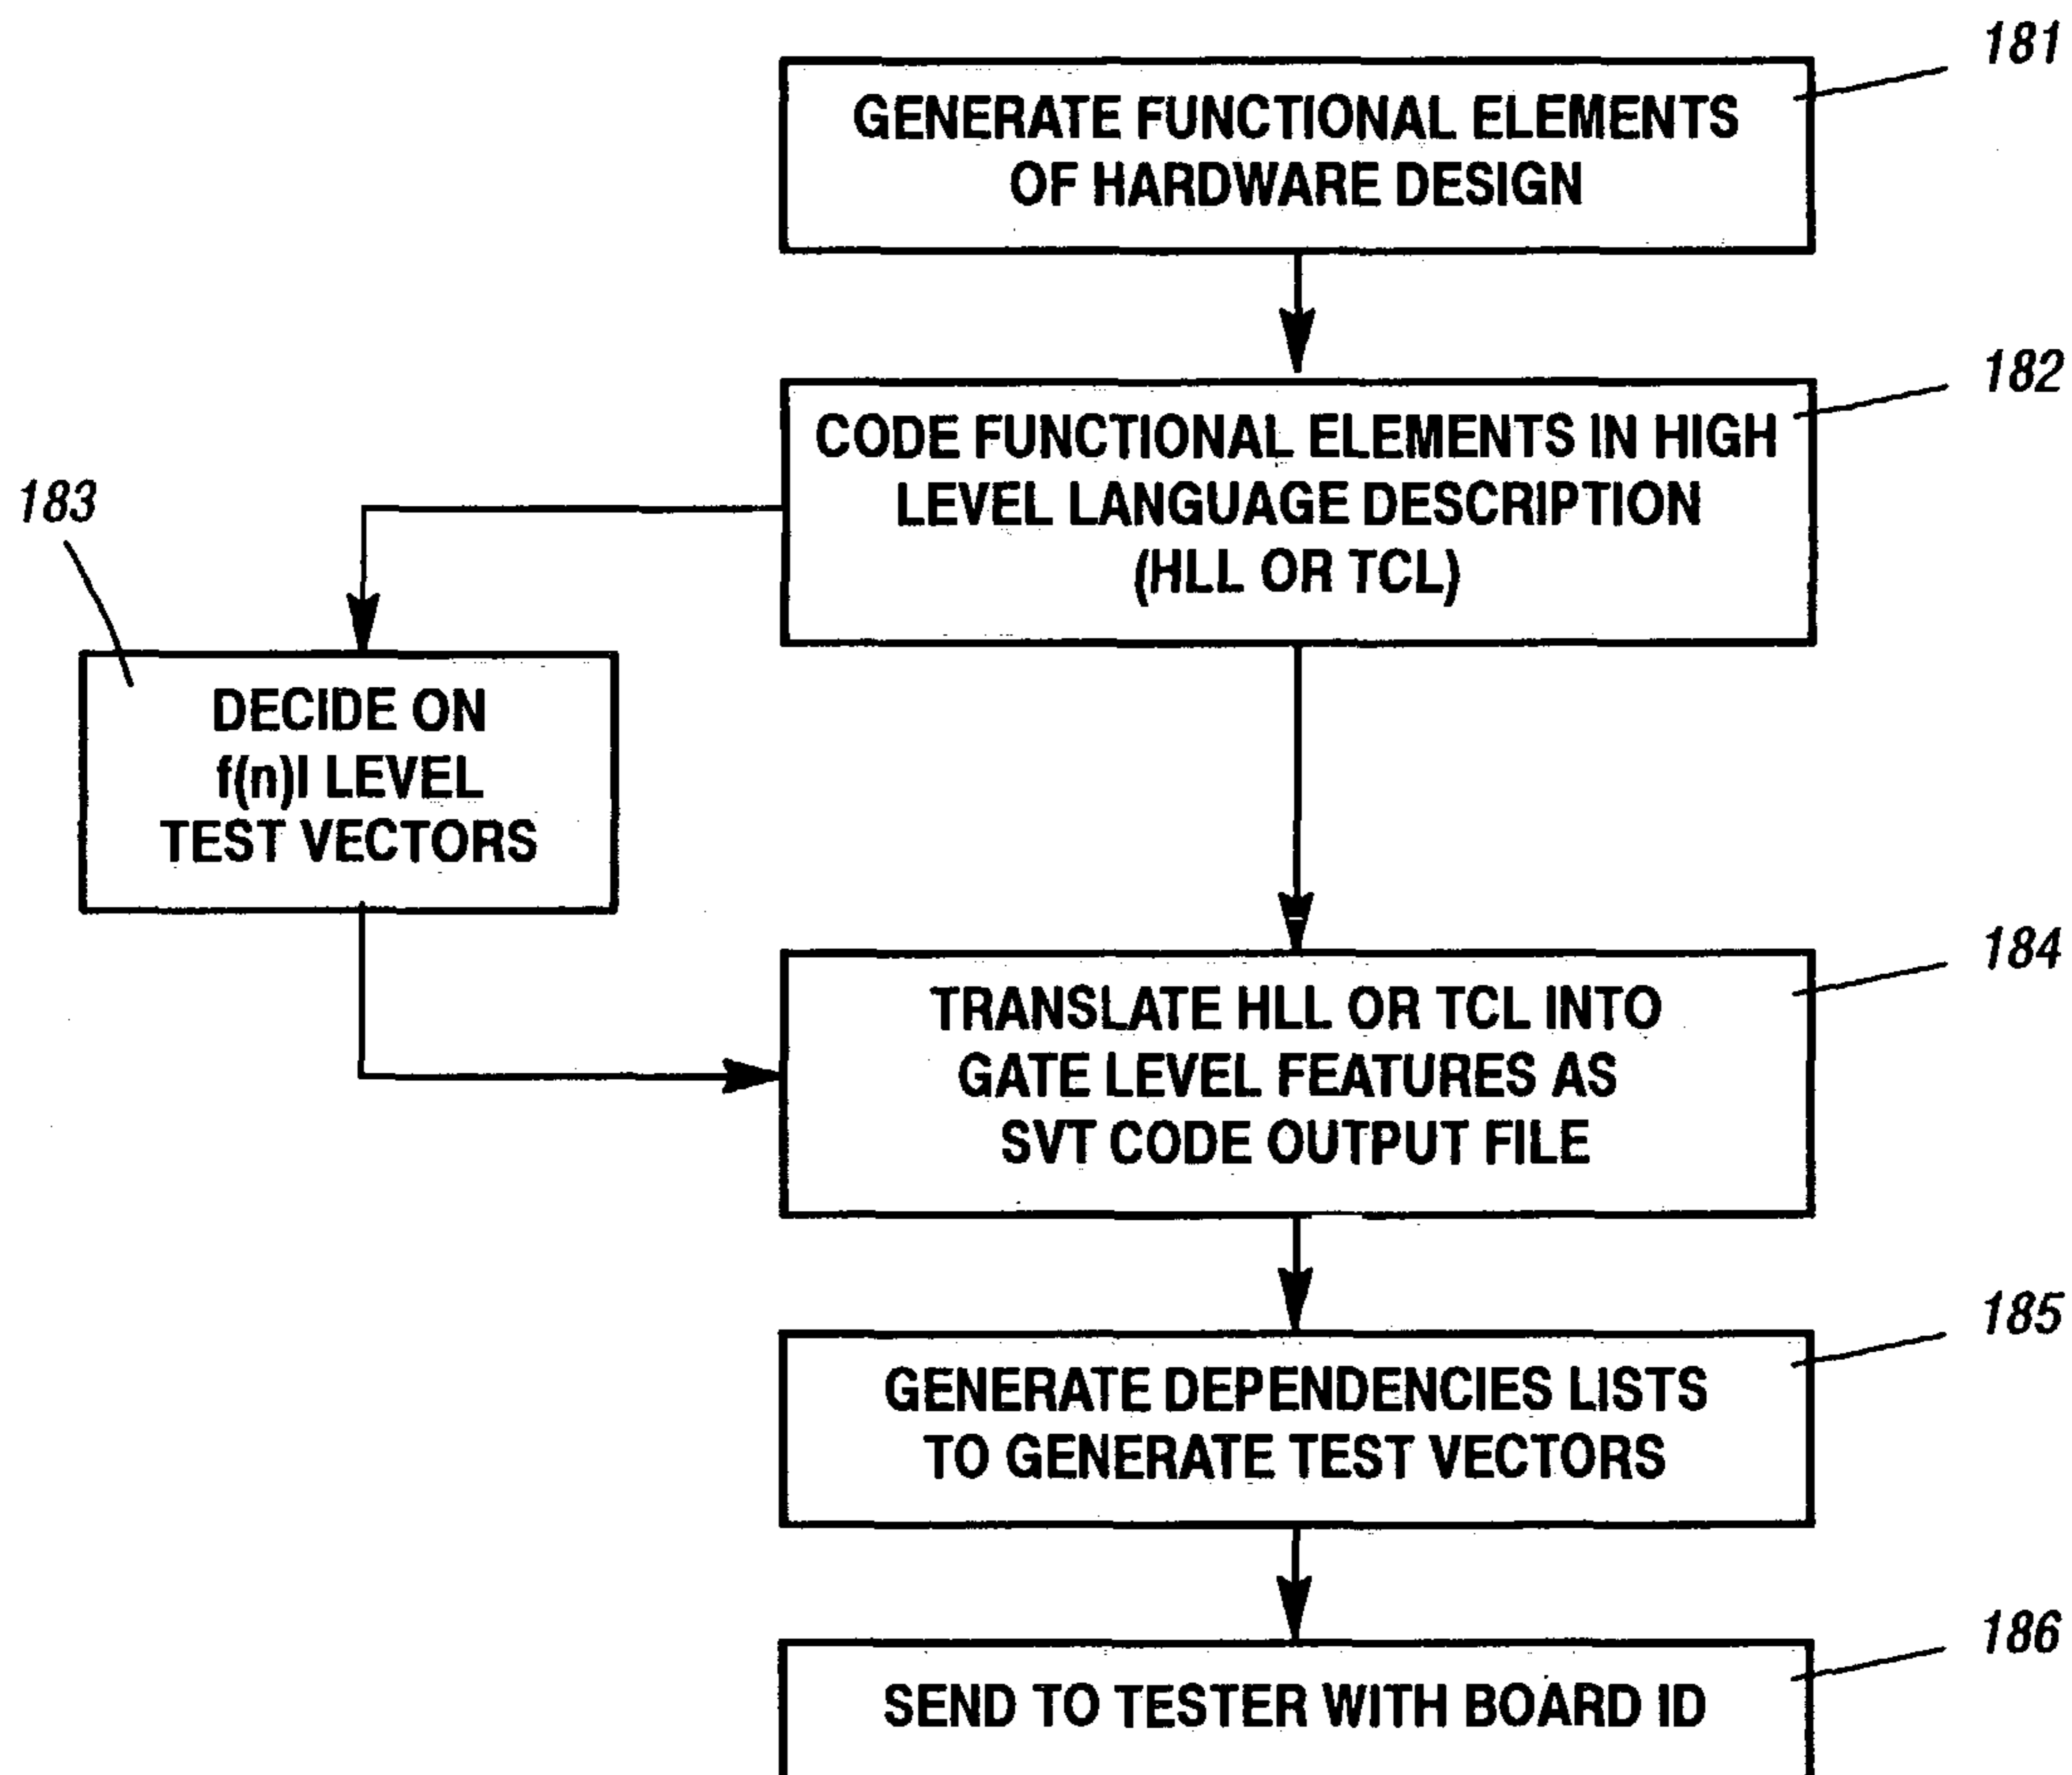 181
GENERATE FUNCTIONAL ELEMENTS
OF HARDWARE DESIGN
182
CODE FUNCTIONAL ELEMENTS IN HIGH
LEVEL LANGUAGE DESCRIPTION
(HLL OR TCL)
183
DECIDE ON
f(n)l LEVEL
TEST VECTORS
184
TRANSLATE HLL OR TCL INTO
GATE LEVEL FEATURES AS
SVT CODE OUTPUT FILE
185
GENERATE DEPENDENCIES LISTS
TO GENERATE TEST VECTORS
186
SEND TO TESTER WITH BOARD ID